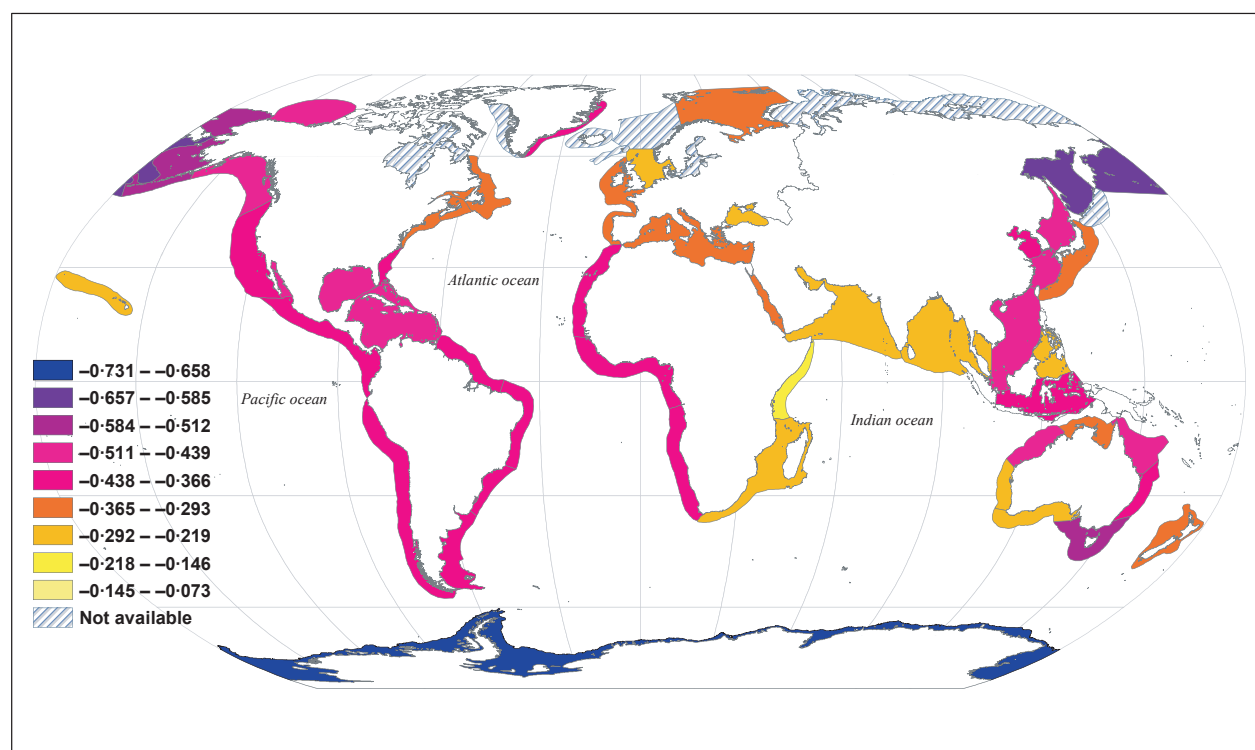 Atlantic ocean
Pacific ocean
Indian ocean
–0·731 – –0·658
–0·657 – –0·585
–0·584 – –0·512
–0·511 – –0·439
–0·438 – –0·366
–0·365 – –0·293
–0·292 – –0·219
–0·218 – –0·146
–0·145 – –0·073
Not available